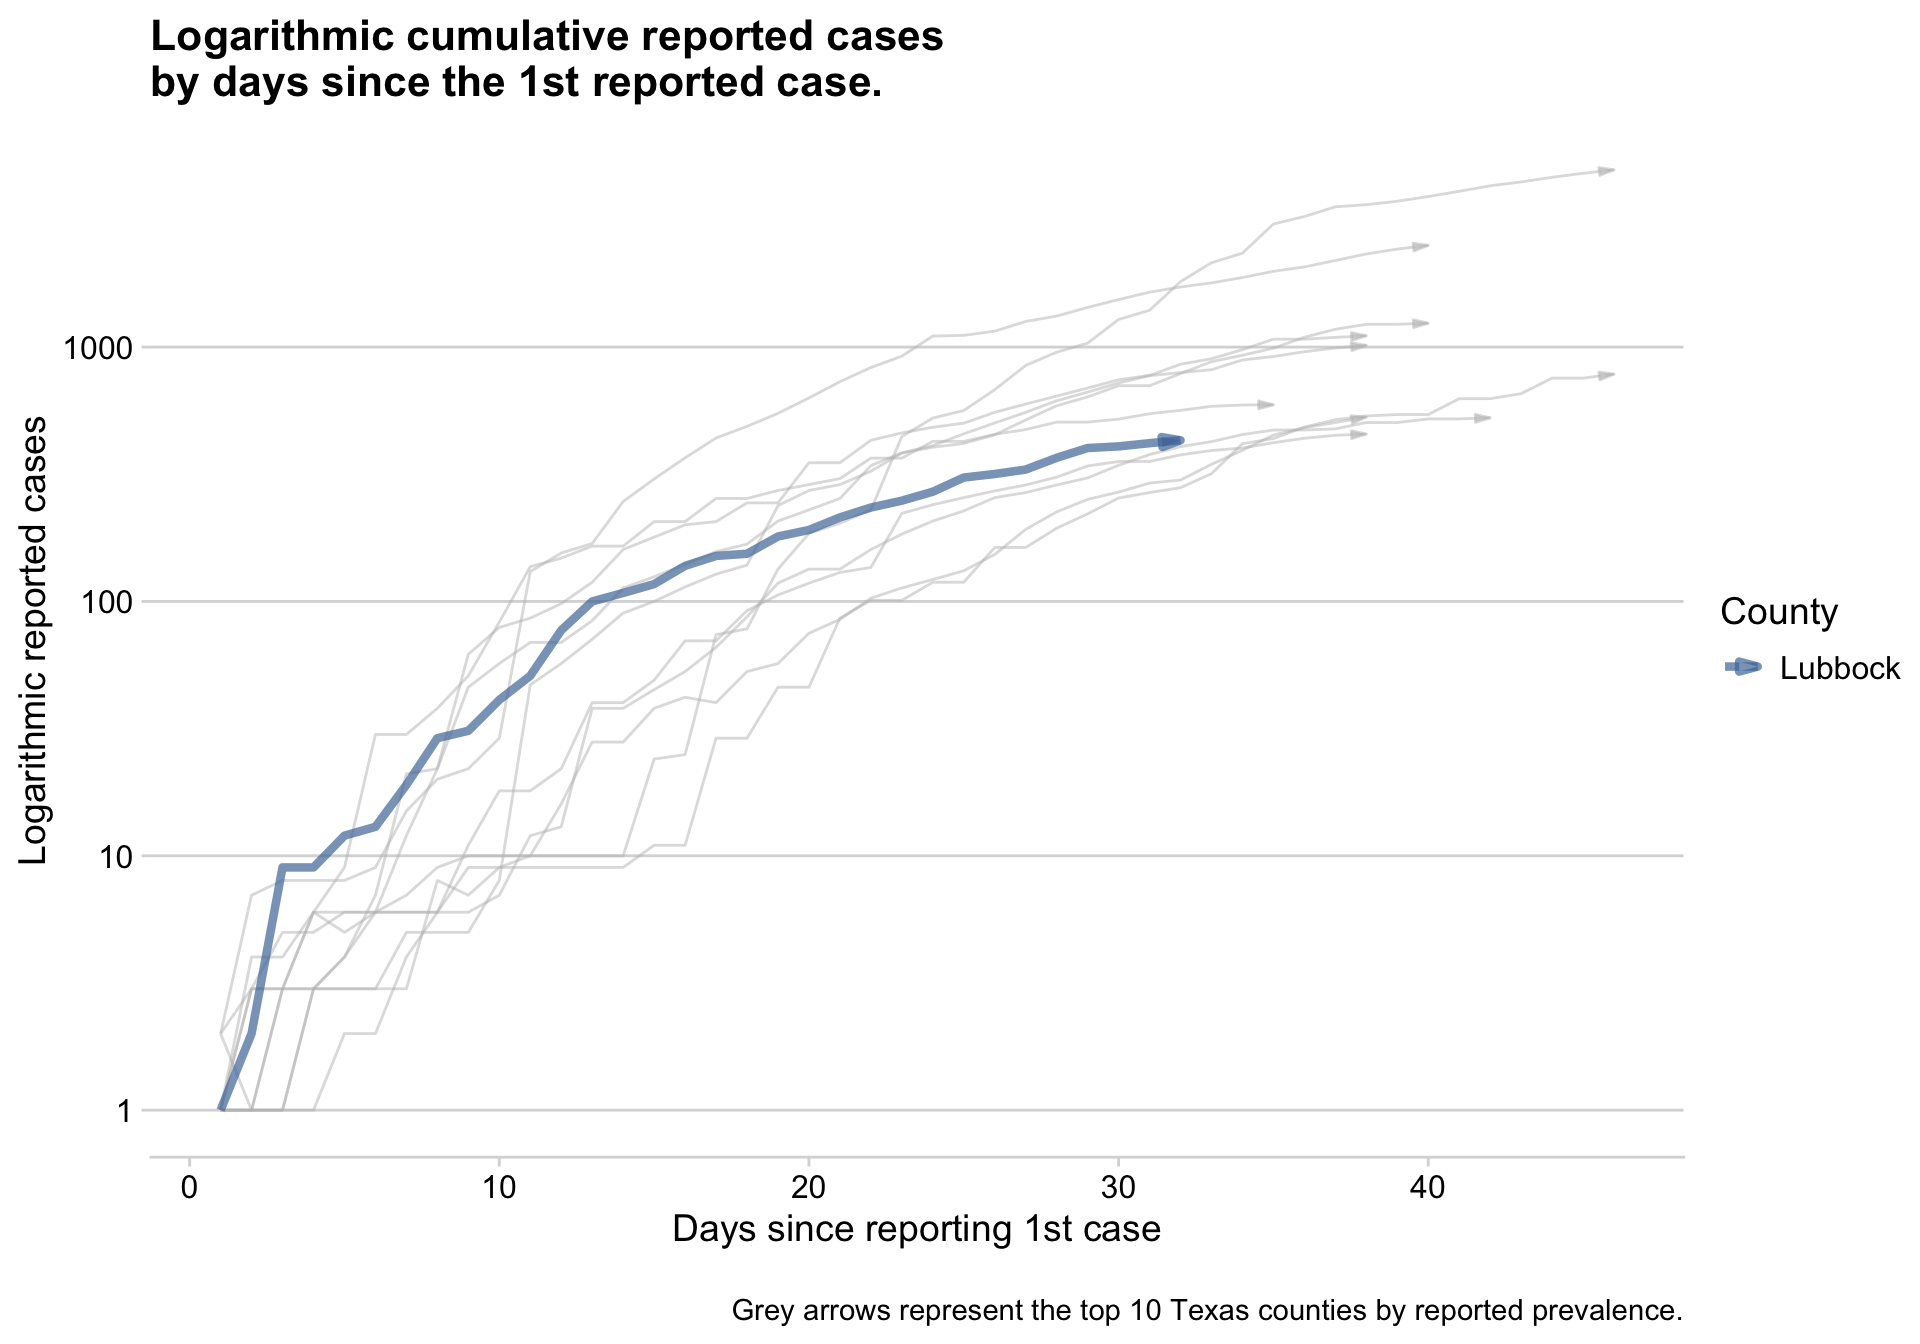 Logarithmic cumulative reported cases
by days since the 1st reported case.
Logarithmic reported cases
1000
100
10
1
0 10 20 30 40
Days since reporting 1st case
County
Lubbock
Grey arrows represent the top 10 Texas counties by reported prevalence.